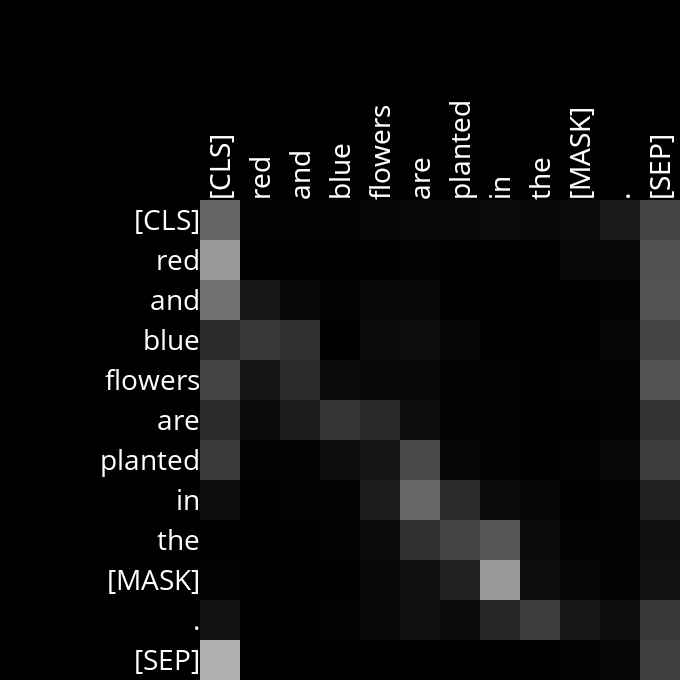 [CLS] red and blue flowers are planted in the [MASK] . [SEP]
[CLS]
red
and
blue
flowers
are
planted
in
the
[MASK]
.
[SEP]